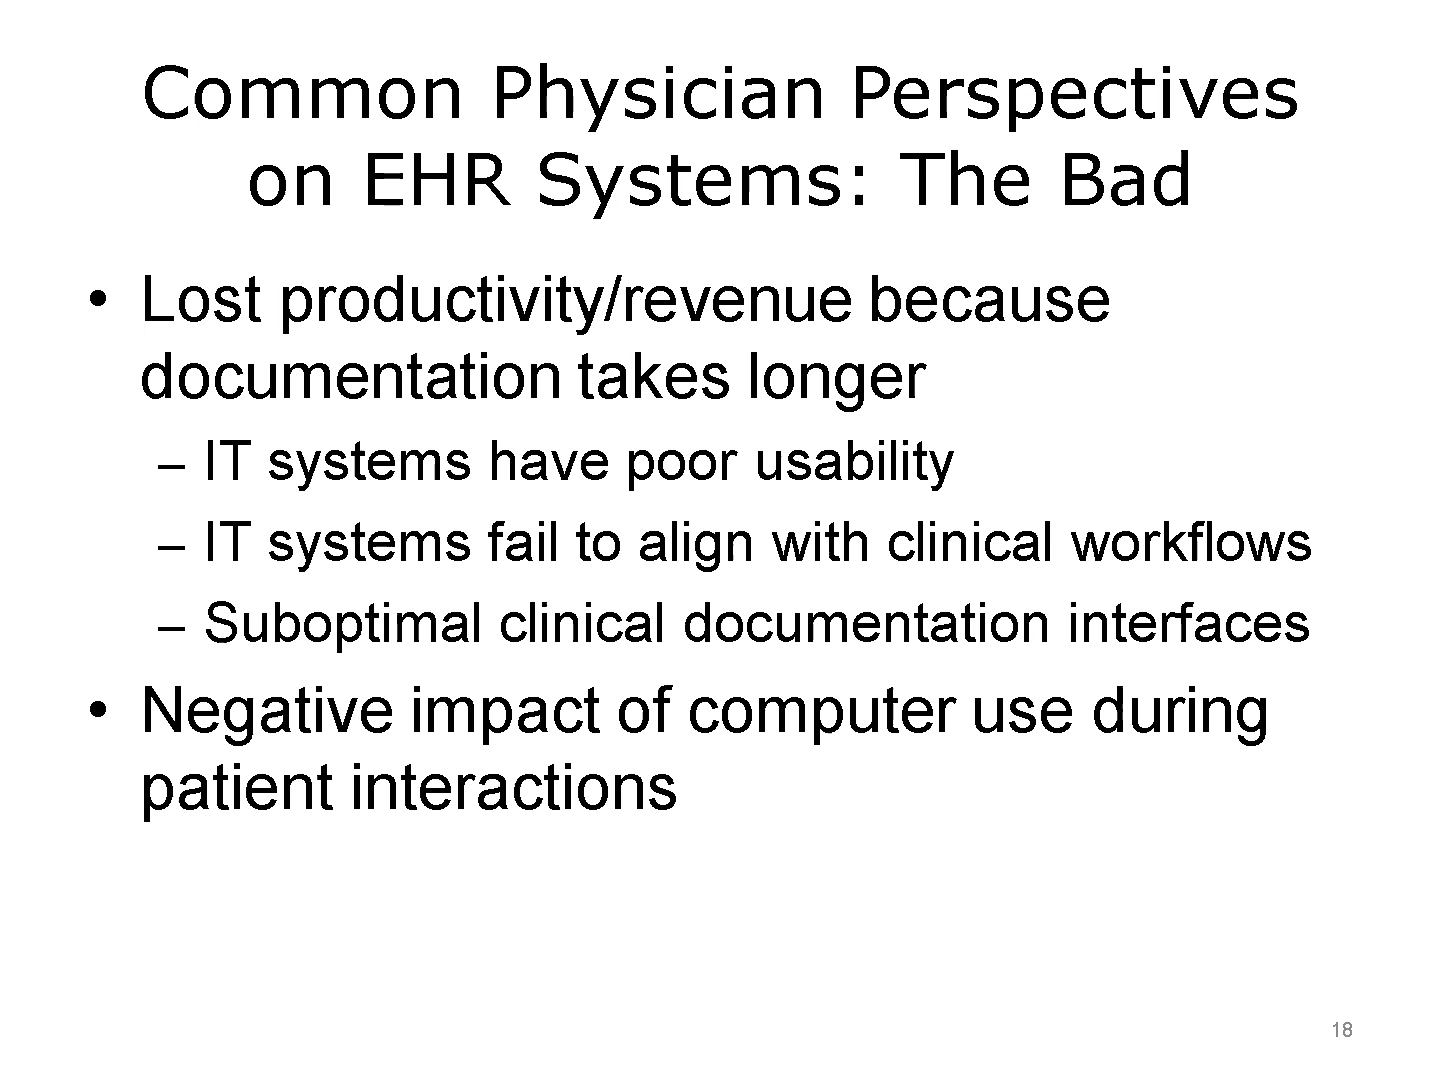 Common Physician Perspectives
on EHR Systems: The Bad
• Lost productivity/revenue because
documentation takes longer
– IT systems have poor usability
– IT systems fail to align with clinical workflows
– Suboptimal clinical documentation interfaces
• Negative impact of computer use during
patient interactions
18